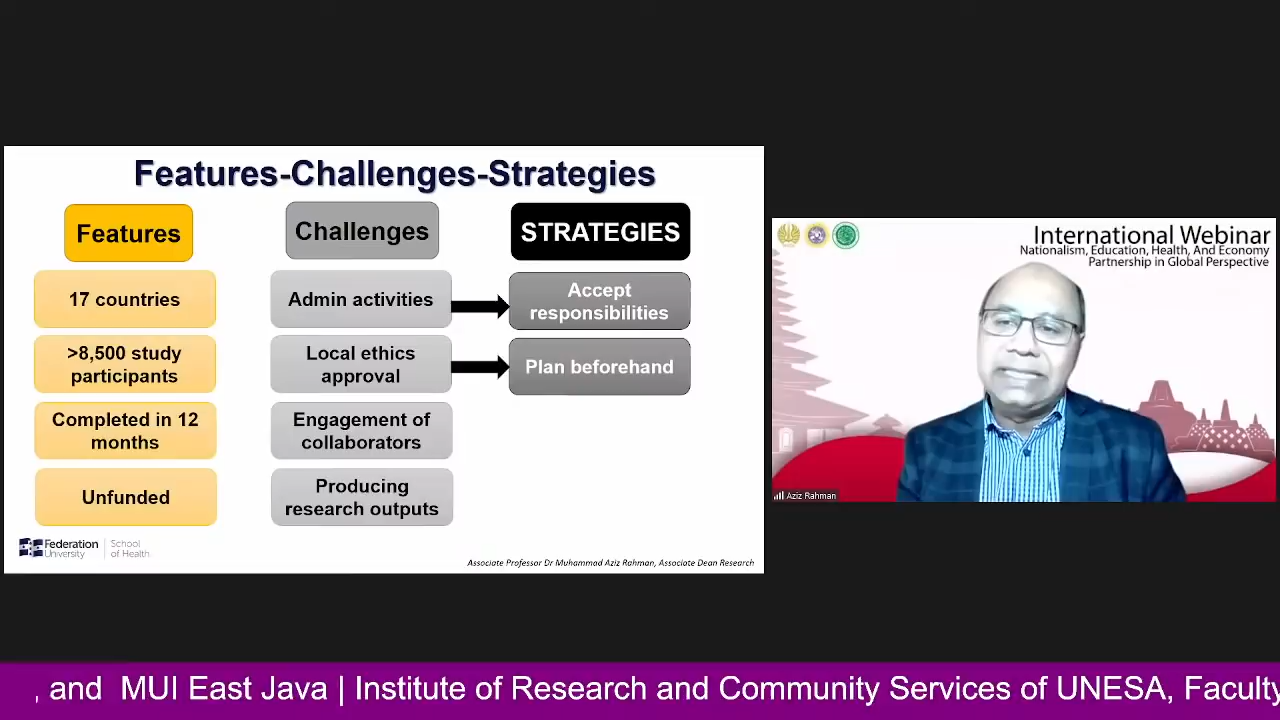 Features-Challenges-Strategies
Features
Challenges
STRATEGIES
17 countries
Admin activities
Accept
responsibilities
>8,500 study
participants
Local ethics
approval
Plan beforehand
Completed in 12
months
Engagement of
collaborators
Unfunded
Producing
research outputs
Federation
University
School
of Health
Associate Professor Dr Muhammad Aziz Rahman, Associate Dean Research
International Webinar
Nationalism, Education, Health, And Economy
Partnership in Global Perspective
Aziz Rahman
, and MUI East Java | Institute of Research and Community Services of UNESA, Faculty